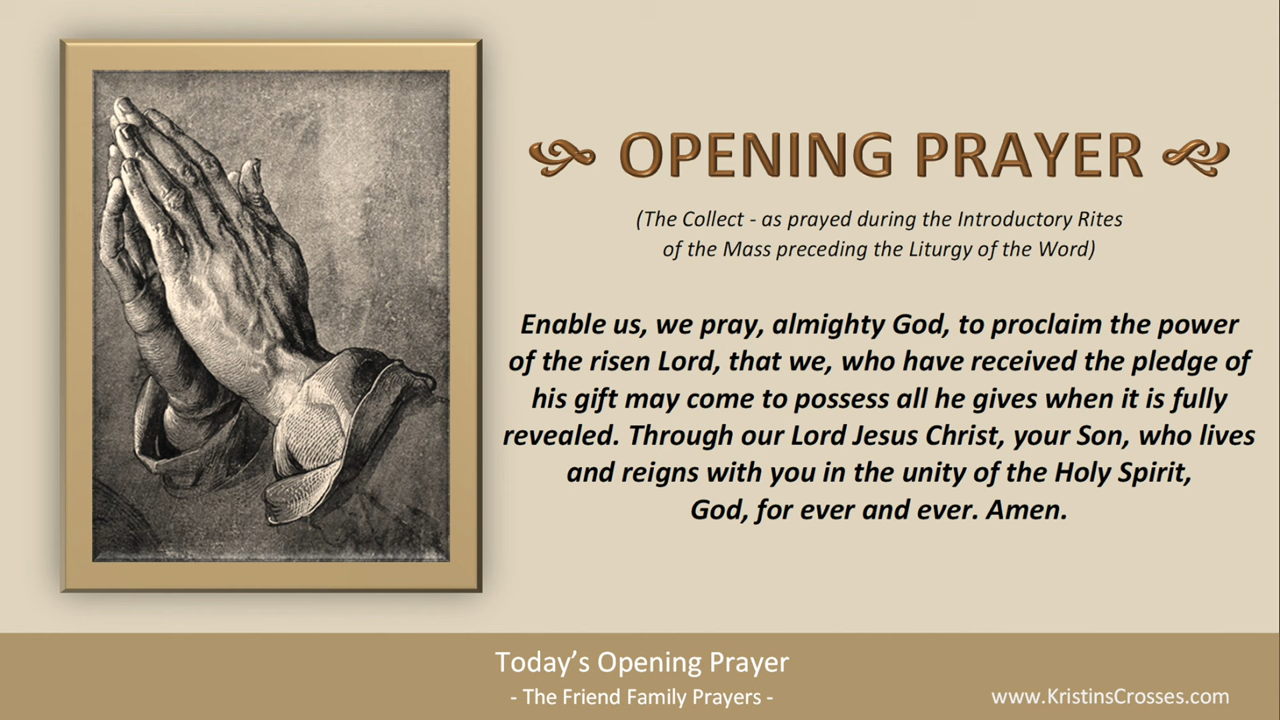 OPENING PRAYER
(The Collect - as prayed during the Introductory Rites
of the Mass preceding the Liturgy of the Word)
Enable us, we pray, almighty God, to proclaim the power
of the risen Lord, that we, who have received the pledge of
his gift may come to possess all he gives when it is fully
revealed. Through our Lord Jesus Christ, your Son, who lives
and reigns with you in the unity of the Holy Spirit,
God, for ever and ever. Amen.
Today’s Opening Prayer
- The Friend Family Prayers -
www.KristinsCrosses.com